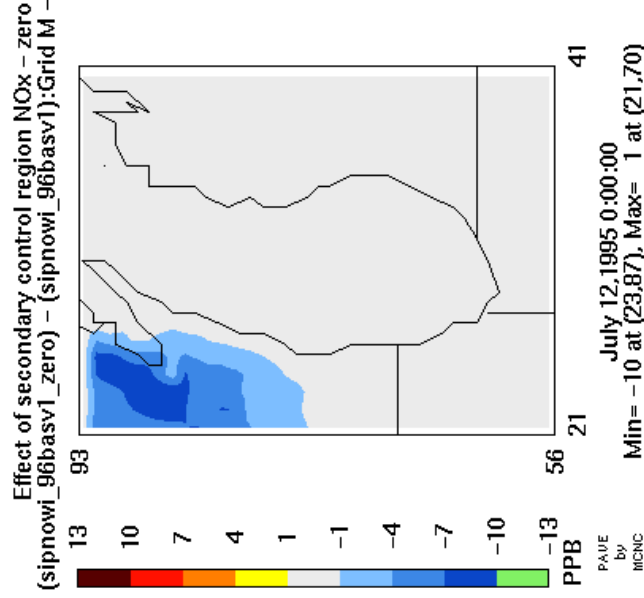 Effect of secondary control region NOx – zero
(sipnowi_96basv1_zero) – (sipnowi_96basv1):Grid M –
13
10
7
4
1
−1
−4
−7
−10
−13
PPB
PAVE
by
MCNC
93
56
21
41
July 12,1995 0:00:00
Min= −10 at (23,87), Max= 1 at (21,70)